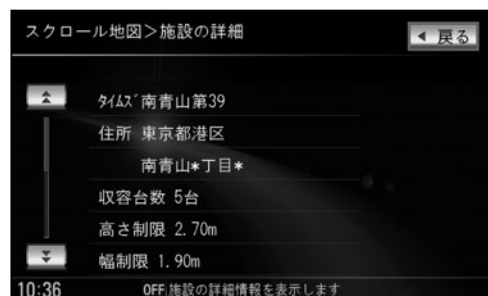 スクロール地図>施設の詳細
戻る
ﾀｲﾑｽﾞ南青山第39
住所 東京都港区
南青山*丁目*
収容台数 5台
高さ制限 2.70m
幅制限 1.90m
10:36
OFF 施設の詳細情報を表示します